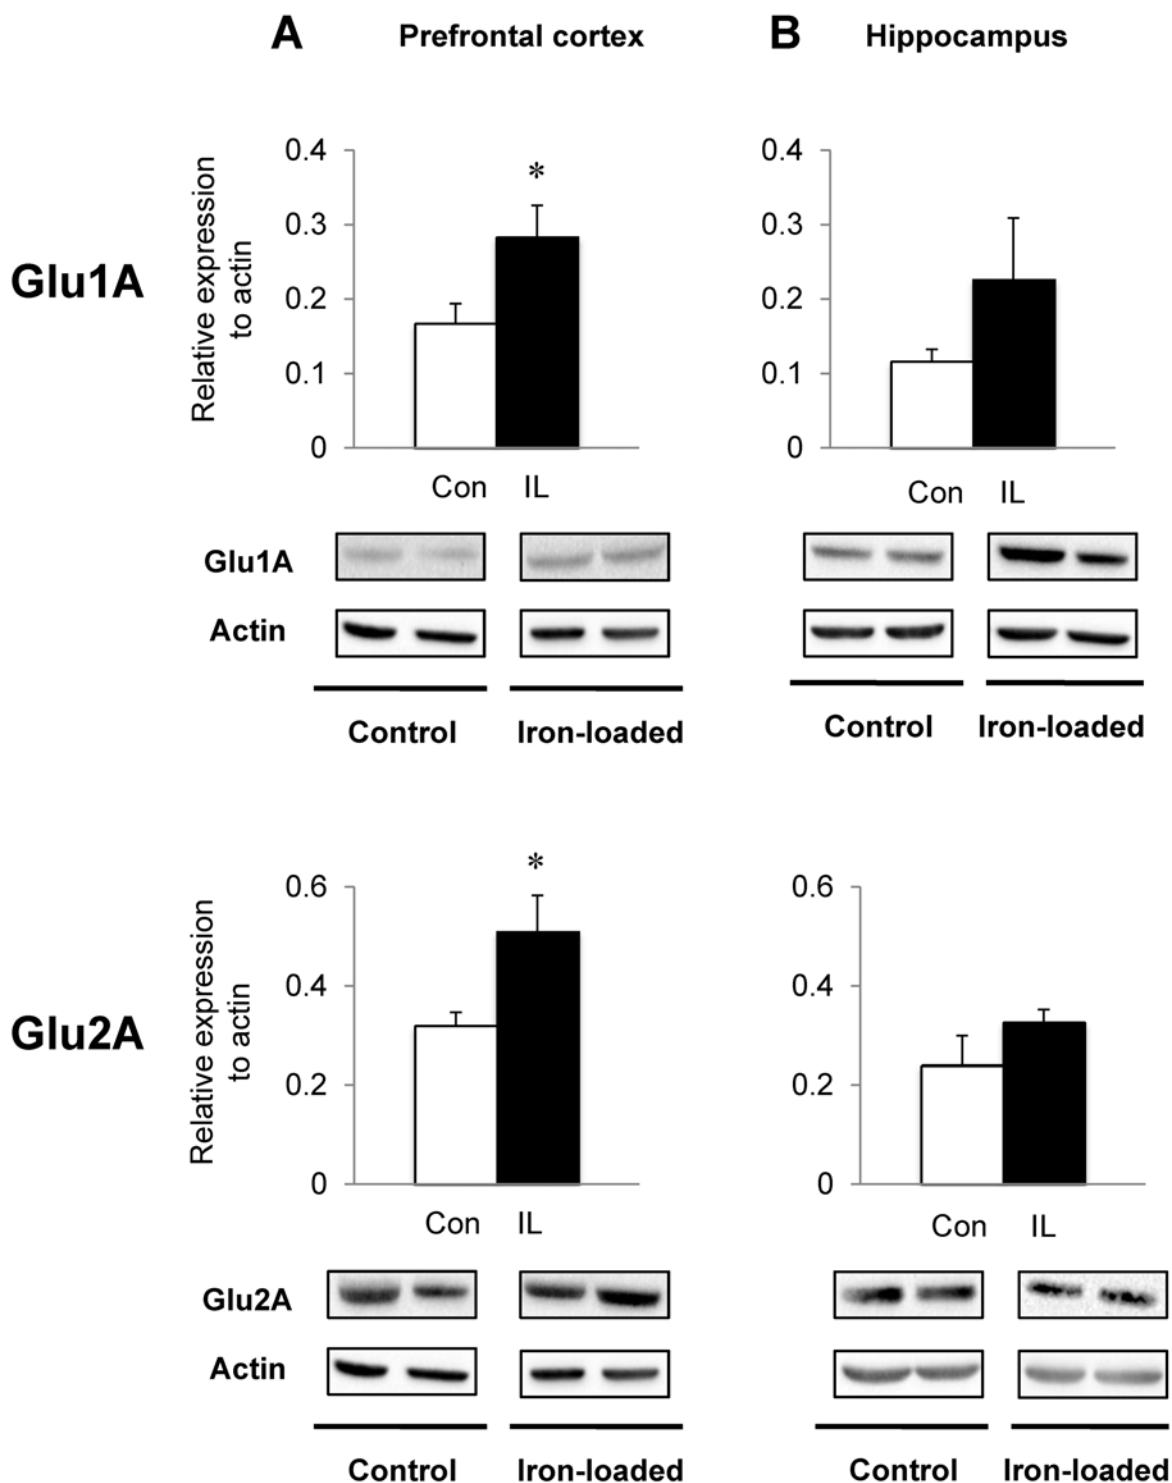 A Prefrontal cortex
B Hippocampus
Glu1A
Relative expression
to actin
0.4
0.3
0.2
0.1
0
*
Con IL
0.4
0.3
0.2
0.1
0
Con IL
Glu1A
Actin
Control Iron-loaded
Control Iron-loaded
Glu2A
Relative expression
to actin
0.6
0.4
0.2
0
*
Con IL
0.6
0.4
0.2
0
Con IL
Glu2A
Actin
Control Iron-loaded
Control Iron-loaded